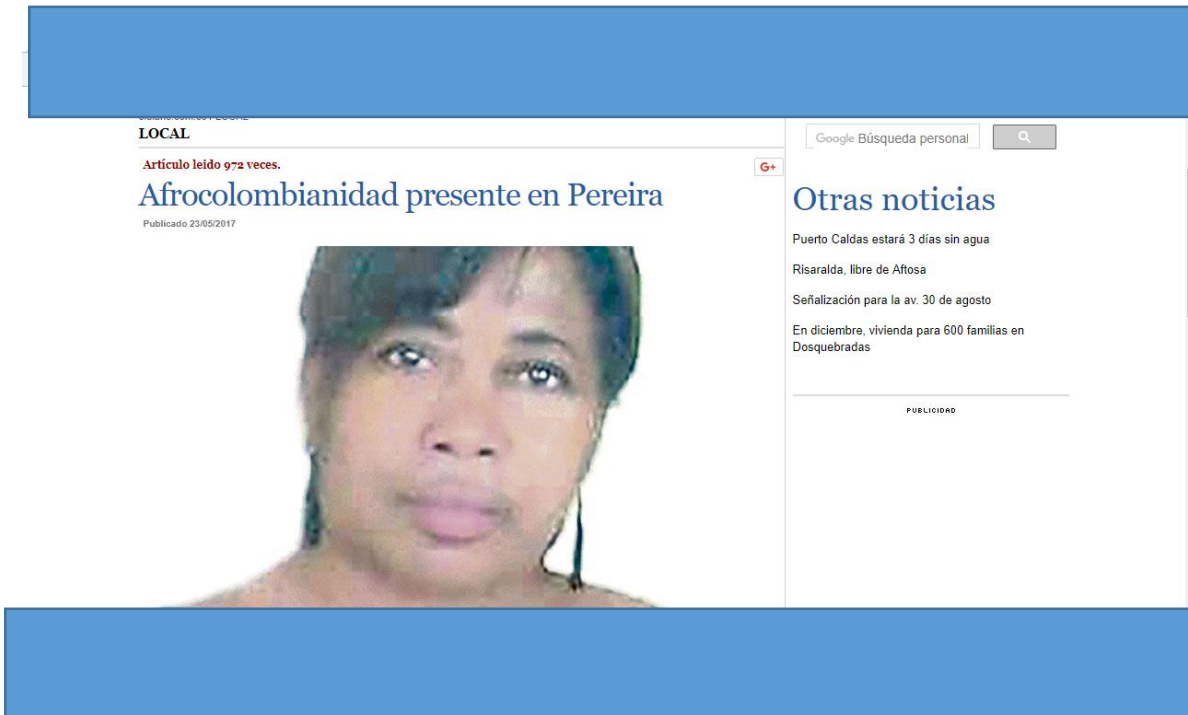 LOCAL
Artículo leido 972 veces.
G+
Afrocolombianidad presente en Pereira
Publicado 23/05/2017
Google Búsqueda personal
Otras noticias
Puerto Caldas estará 3 días sin agua
Risaralda, libre de Aftosa
Señalización para la av. 30 de agosto
En diciembre, vivienda para 600 familias en
Dosquebradas
PUBLICIDAD